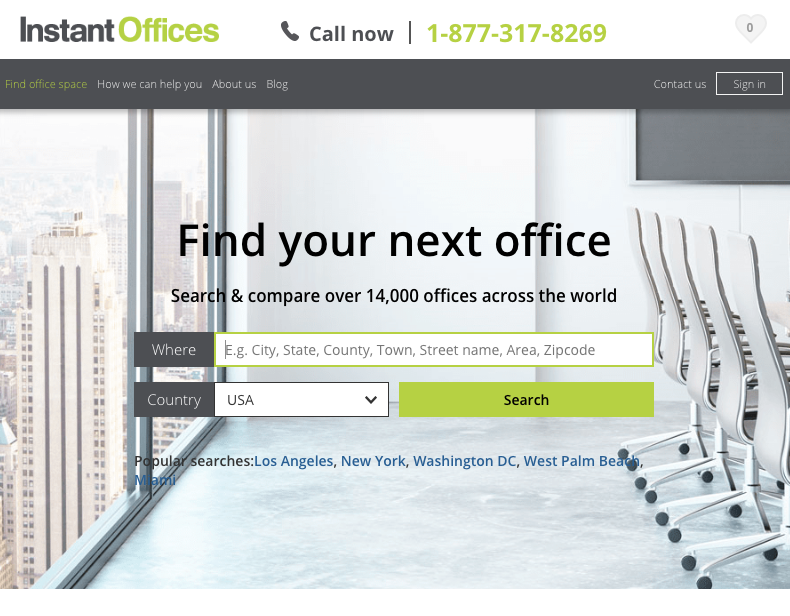 InstantOffices
Call now | 1-877-317-8269
0
Find office space How we can help you About us Blog Contact us Sign in
Find your next office
Search & compare over 14,000 offices across the world
Where E.g. City, State, County, Town, Street name, Area, Zipcode
Country USA Search
Popular searches:Los Angeles, New York, Washington DC, West Palm Beach,
Miami